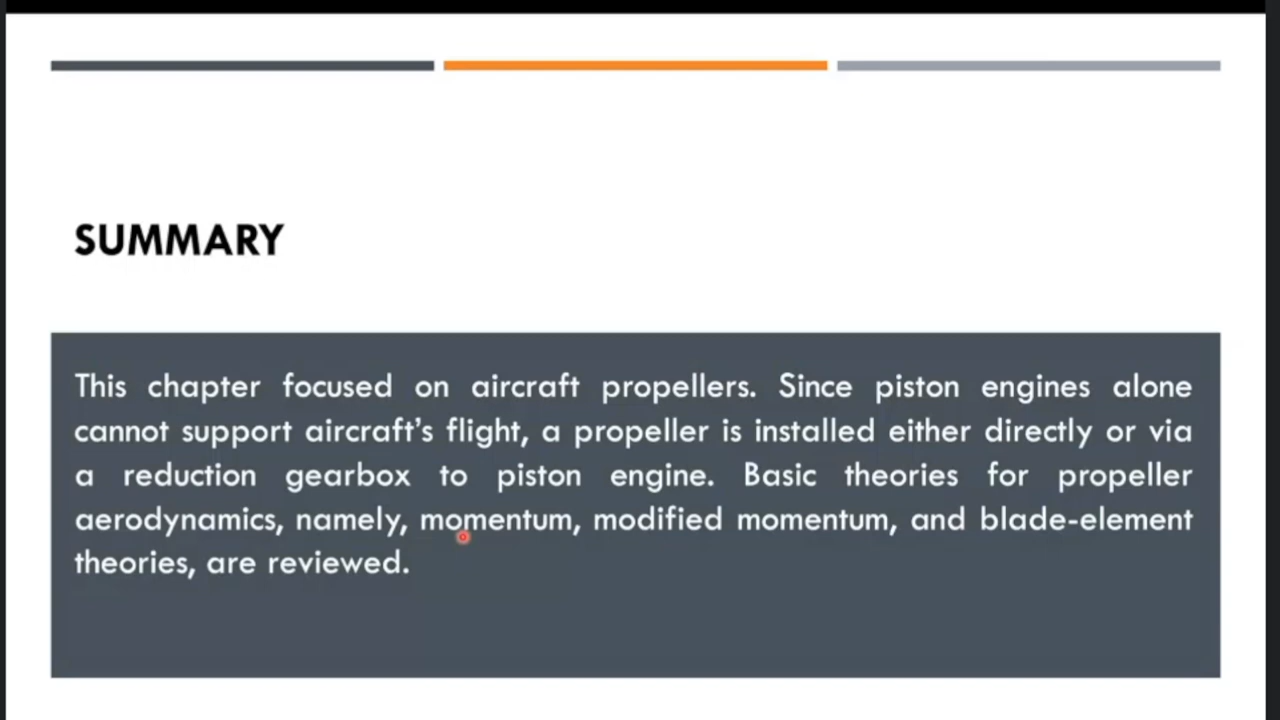 SUMMARY
This chapter focused on aircraft propellers. Since piston engines alone
cannot support aircraft’s flight, a propeller is installed either directly or via
a reduction gearbox to piston engine. Basic theories for propeller
aerodynamics, namely, momentum, modified momentum, and blade-element
theories, are reviewed.